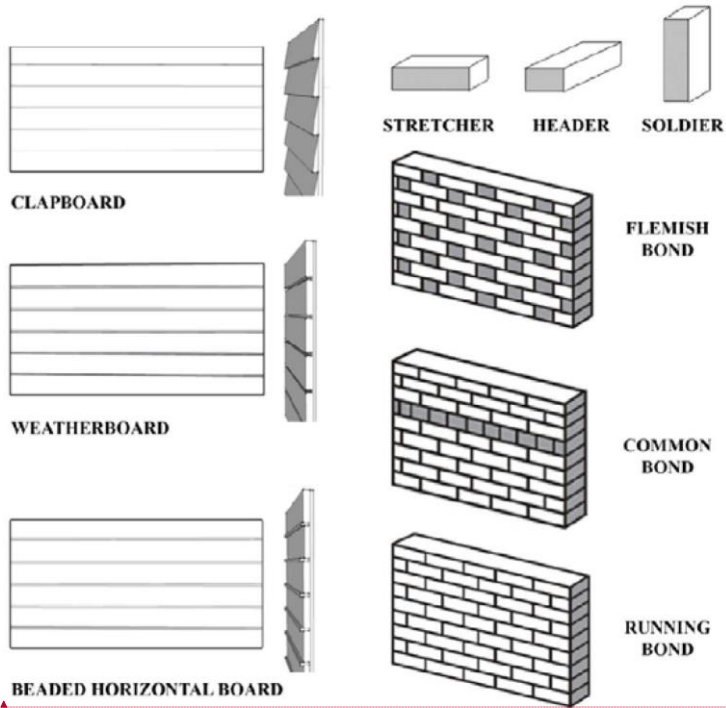 CLAPBOARD
WEATHERBOARD
BEADED HORIZONTAL BOARD
STRETCHER
HEADER
SOLDIER
FLEMISH
BOND
COMMON
BOND
RUNNING
BOND